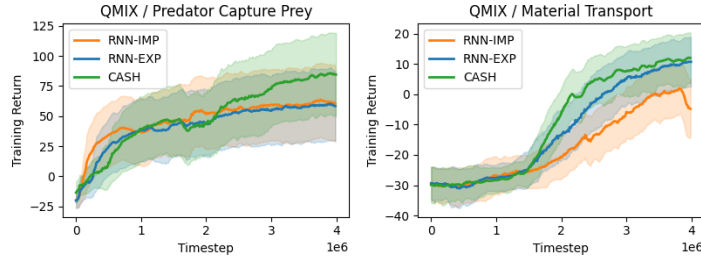 QMIX / Predator Capture Prey
Training Return
125
100
75
50
25
0
−25
RNN-IMP
RNN-EXP
CASH
0
1
2
3
4
1e6
Timestep
QMIX / Material Transport
Training Return
20
10
0
−10
−20
−30
−40
RNN-IMP
RNN-EXP
CASH
0
1
2
3
4
1e6
Timestep